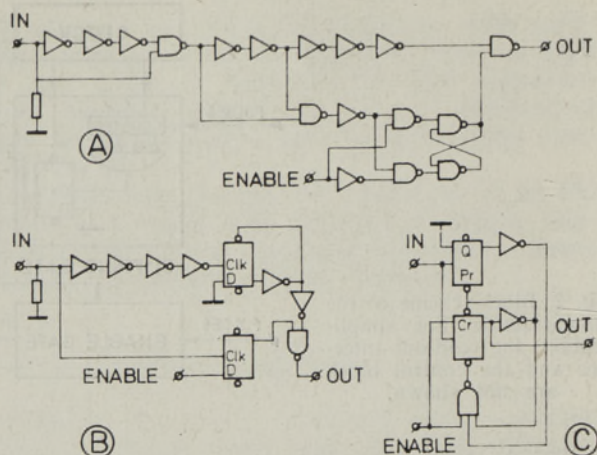 IN
OUT
A
ENABLE
IN
Clk
D
Clk
D
ENABLE
OUT
B
IN
Q
Pr
Cr
OUT
ENABLE
C